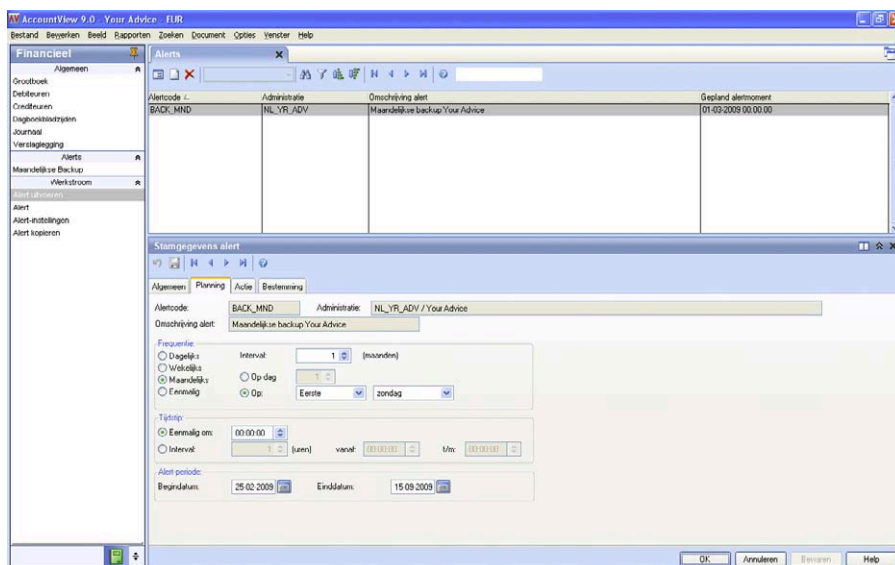 AccountView 9.0 - Your Advice - EUR
Bestand Bewerken Beeld Rapporten Zoeken Document Opties Venster Help
Financieel
Algemeen
Grootboek
Debiteuren
Crediteuren
Dagboekbladzijden
Journaal
Verslaglegging
Alerts
Maandelijkse Backup
Werkstroom
Alert uitvoeren
Alert
Alert-instellingen
Alert kopieren
Alerts
Alertcode Administratie Omschrijving alert Gepland alertmoment
BACK_MND NL_YR_ADV Maandelijkse backup Your Advice 01-03-2009 00:00:00
Stamgegevens alert
Algemeen Planning Actie Bestemming
Alertcode: BACK_MND Administratie: NL_YR_ADV / Your Advice
Omschrijving alert: Maandelijkse backup Your Advice
Frequentie:
Dagelijks Interval: 1 (maanden)
Wekelijks
Maandelijks Op dag 1
Eenmalig Op: Eerste zondag
Tijdstip:
Eenmalig om: 00:00:00
Interval: 1 (uren) vanaf: 00:00:00 t/m: 00:00:00
Alert periode:
Begindatum: 25-02-2009 Einddatum: 15-09-2009
OK Annuleren Bewaren Help